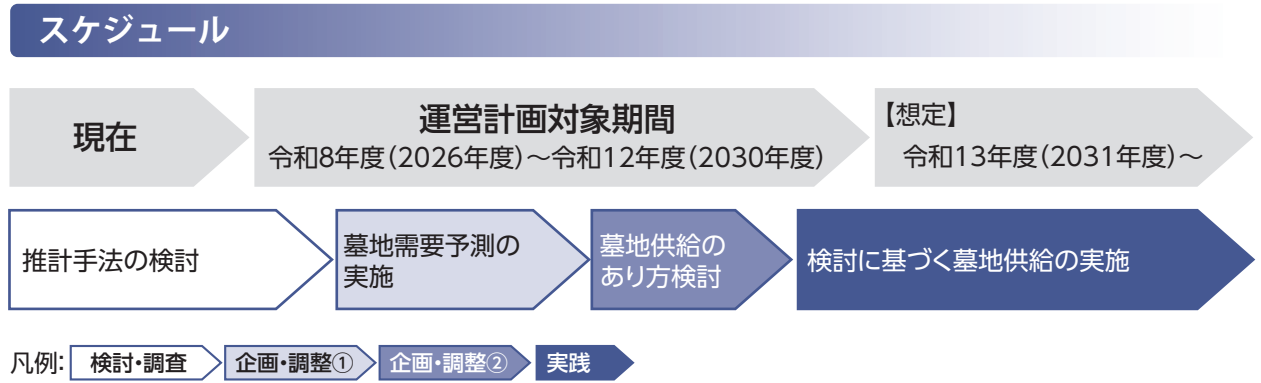 スケジュール
現在
運営計画対象期間
令和8年度(2026年度)～令和12年度(2030年度)
【想定】
令和13年度(2031年度)～
推計手法の検討
墓地需要予測の
実施
墓地供給の
あり方検討
検討に基づく墓地供給の実施
凡例: 検討・調査 企画・調整① 企画・調整② 実践